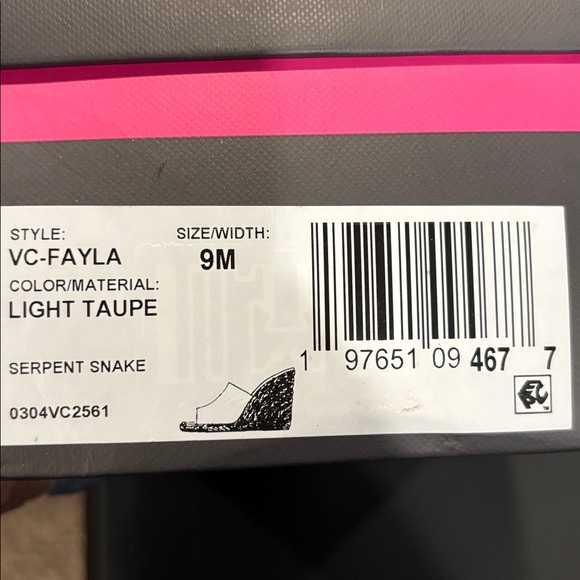 STYLE:
VC-FAYLA
SIZE/WIDTH:
9M
COLOR/MATERIAL:
LIGHT TAUPE
SERPENT SNAKE
0304VC2561
1 97651 09 467 7